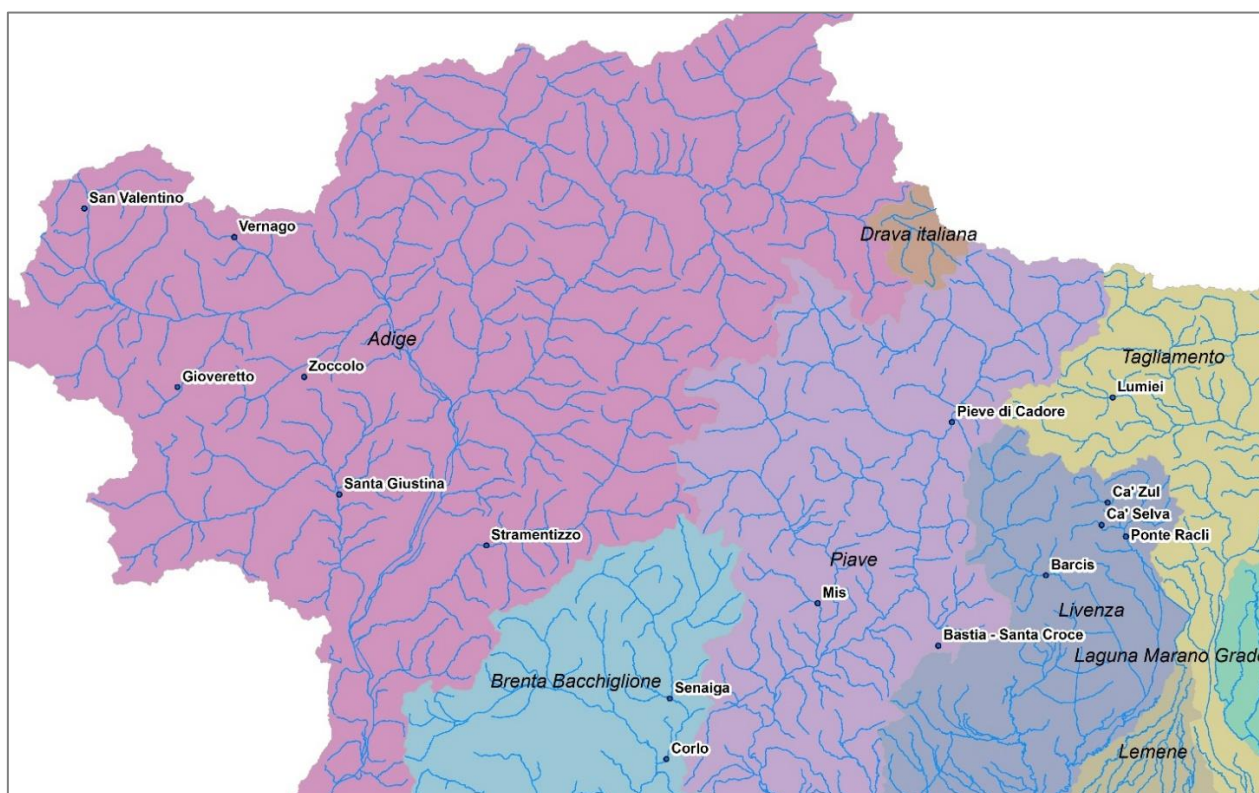 San Valentino
Vernago
Drava italiana
Adige
Zoccolo
Gioveretto
Tagliamento
Lumiei
Pieve di Cadore
Santa Giustina
Ca' Zul
Ca' Selva
Ponte Racli
Stramentizzo
Piave
Barcis
Mis
Livenza
Bastia - Santa Croce
Laguna Marano Grado
Brenta Bacchiglione
Senaiga
Lemene
Corlo